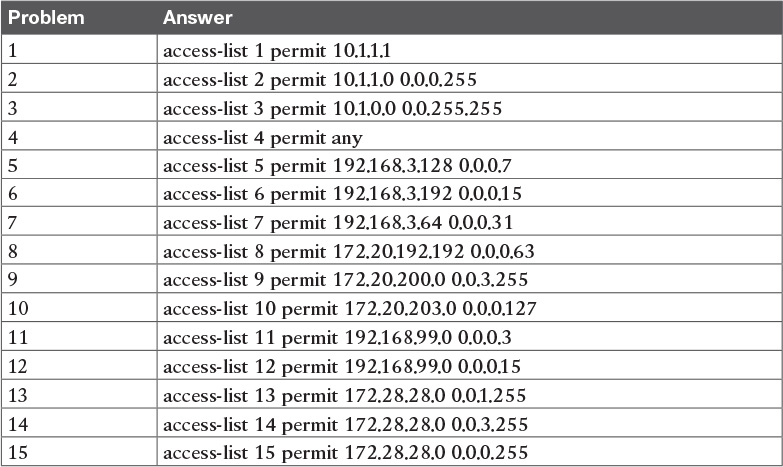 Problem Answer
1 access-list 1 permit 10.1.1.1
2 access-list 2 permit 10.1.1.0 0.0.0.255
3 access-list 3 permit 10.1.0.0 0.0.255.255
4 access-list 4 permit any
5 access-list 5 permit 192.168.3.128 0.0.0.7
6 access-list 6 permit 192.168.3.192 0.0.0.15
7 access-list 7 permit 192.168.3.64 0.0.0.31
8 access-list 8 permit 172.20.192.192 0.0.0.63
9 access-list 9 permit 172.20.200.0 0.0.3.255
10 access-list 10 permit 172.20.203.0 0.0.0.127
11 access-list 11 permit 192.168.99.0 0.0.0.3
12 access-list 12 permit 192.168.99.0 0.0.0.15
13 access-list 13 permit 172.28.28.0 0.0.1.255
14 access-list 14 permit 172.28.28.0 0.0.3.255
15 access-list 15 permit 172.28.28.0 0.0.0.255